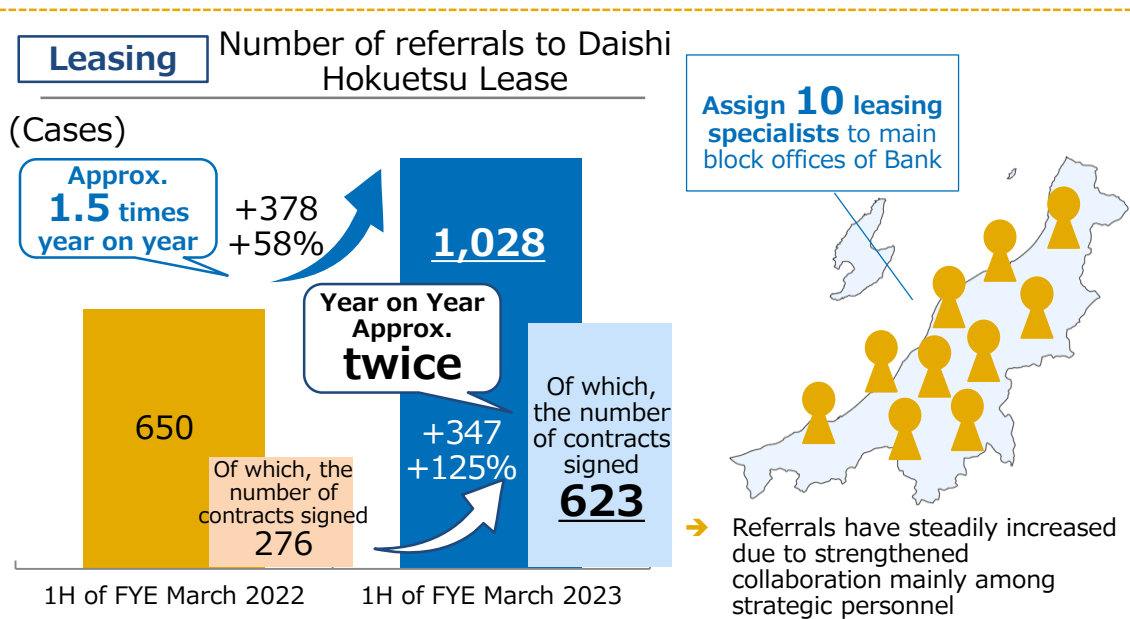 Leasing
Number of referrals to Daishi
Hokuetsu Lease
(Cases)
Approx.
1.5 times
year on year
+378
+58%
1,028
Year on Year
Approx.
twice
650
Of which, the
number of
contracts signed
276
+347
+125%
Of which,
the number
of contracts
signed
623
1H of FYE March 2022
1H of FYE March 2023
Assign 10 leasing
specialists to main
block offices of Bank
➔ Referrals have steadily increased
due to strengthened
collaboration mainly among
strategic personnel